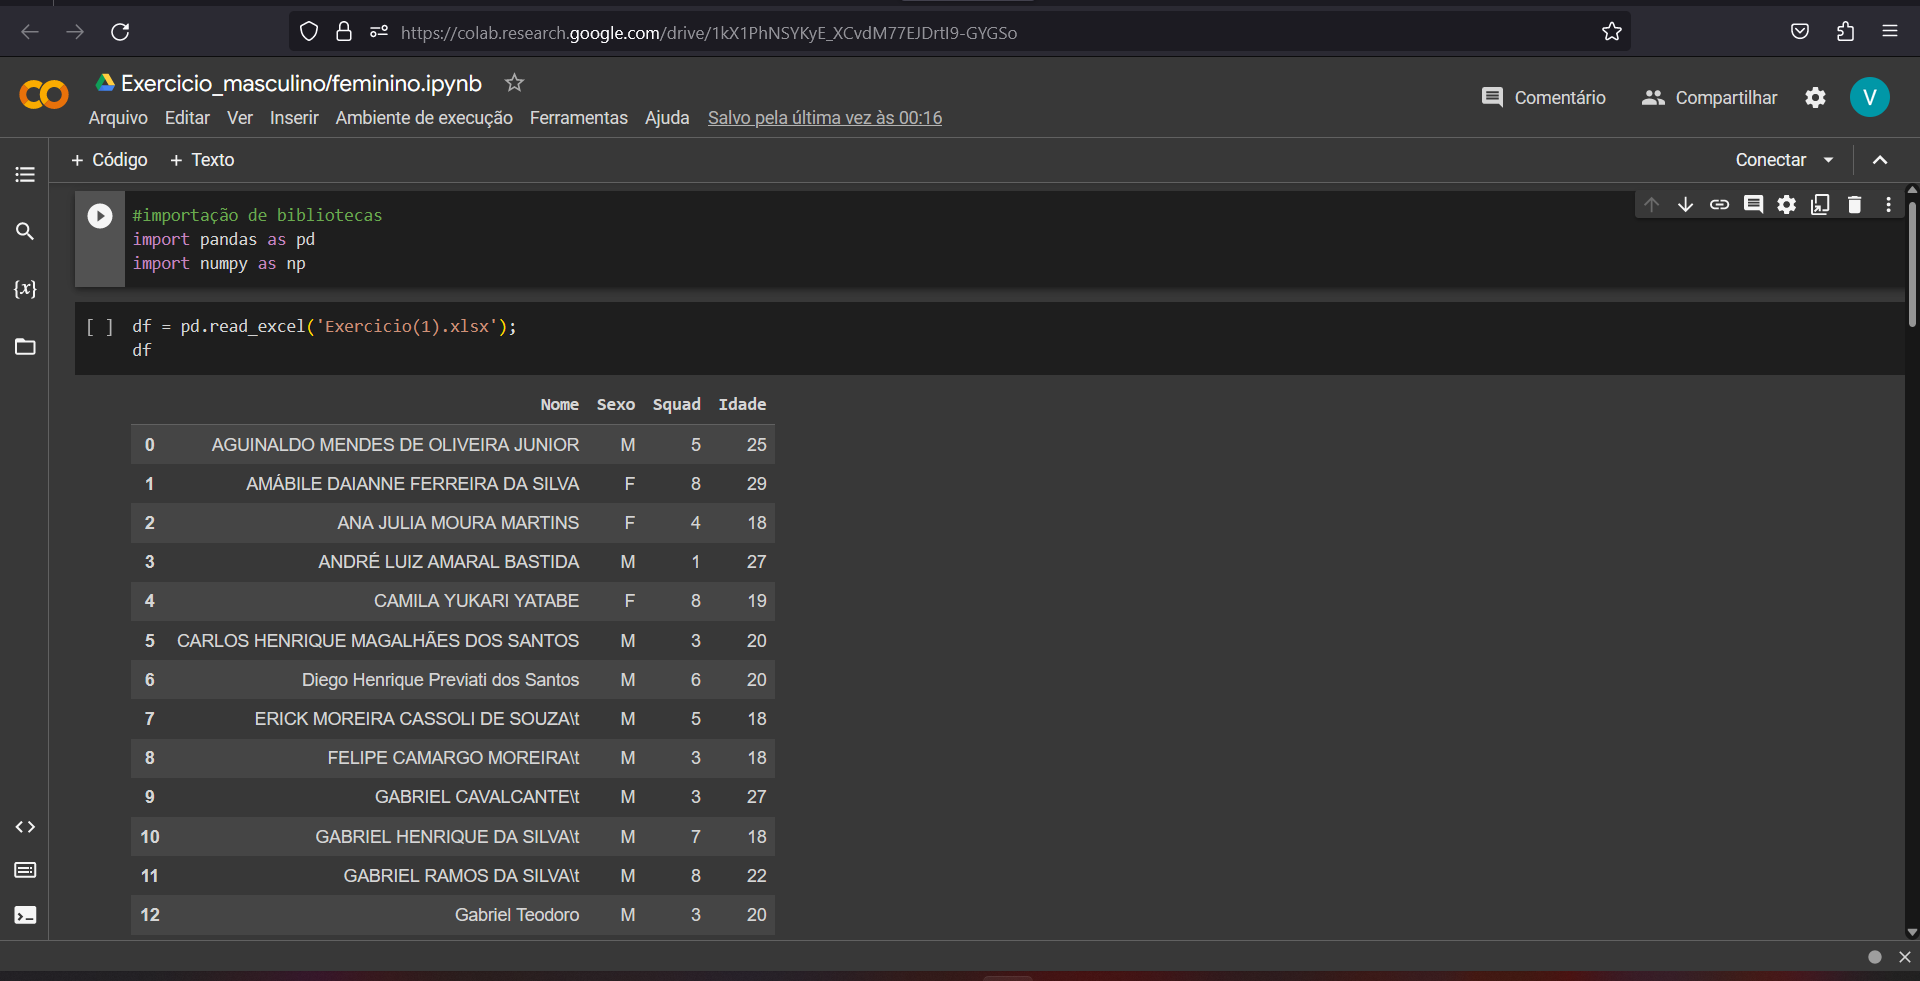 https://colab.research.google.com/drive/1kX1PhNSYKyE_XCvdM77EJDrtI9-GYGSo
Exercicio_masculino/feminino.ipynb
Arquivo Editar Ver Inserir Ambiente de execução Ferramentas Ajuda Salvo pela última vez às 00:16
Comentário Compartilhar V
+ Código + Texto
Conectar
#importação de bibliotecas
import pandas as pd
import numpy as np
[ ] df = pd.read_excel('Exercicio(1).xlsx');
df
Nome Sexo Squad Idade
0 AGUINALDO MENDES DE OLIVEIRA JUNIOR M 5 25
1 AMÁBILE DAIANNE FERREIRA DA SILVA F 8 29
2 ANA JULIA MOURA MARTINS F 4 18
3 ANDRÉ LUIZ AMARAL BASTIDA M 1 27
4 CAMILA YUKARI YATABE F 8 19
5 CARLOS HENRIQUE MAGALHÃES DOS SANTOS M 3 20
6 Diego Henrique Previati dos Santos M 6 20
7 ERICK MOREIRA CASSOLI DE SOUZA\t M 5 18
8 FELIPE CAMARGO MOREIRA\t M 3 18
9 GABRIEL CAVALCANTE\t M 3 27
10 GABRIEL HENRIQUE DA SILVA\t M 7 18
11 GABRIEL RAMOS DA SILVA\t M 8 22
12 Gabriel Teodoro M 3 20